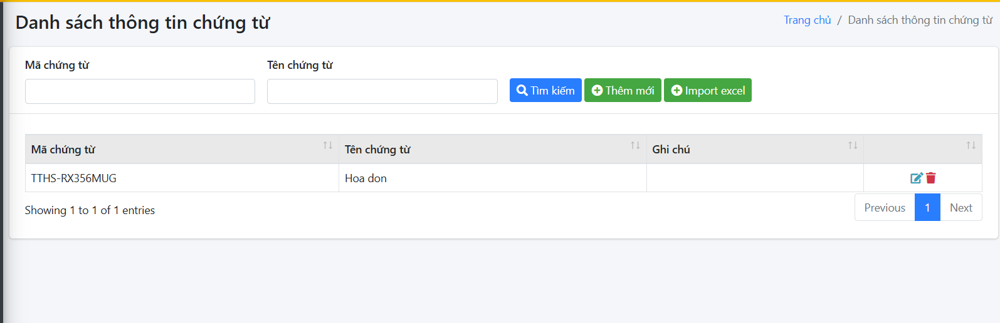 Danh sách thông tin chứng từ
Trang chủ / Danh sách thông tin chứng từ
Mã chứng từ Tên chứng từ
Tìm kiếm Thêm mới Import excel
Mã chứng từ Tên chứng từ Ghi chú
TTHS-RX356MUG Hoa don
Showing 1 to 1 of 1 entries
Previous 1 Next